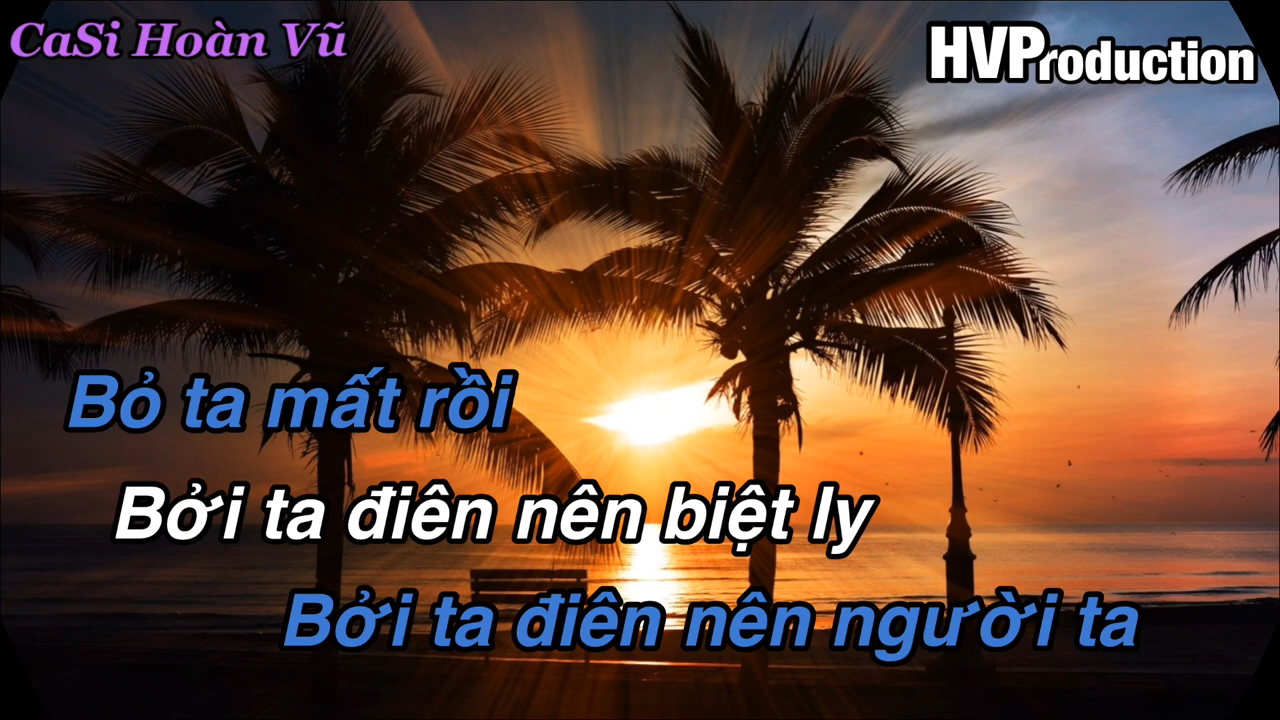 CaSi Hoàn Vũ
HVProduction
Bỏ ta mất rồi
Bởi ta điên nên biệt ly
Bởi ta điên nên người ta